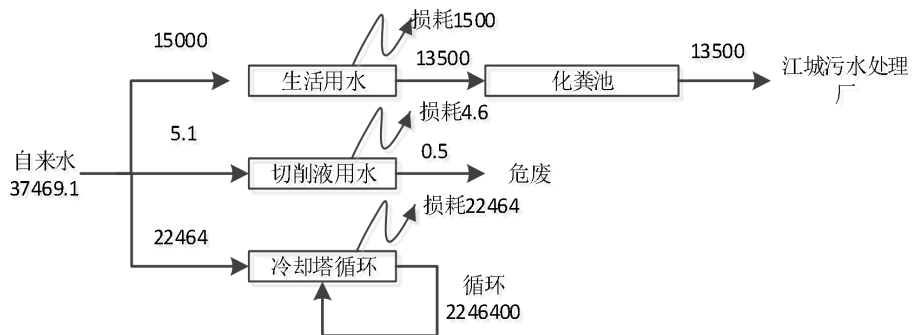 损耗1500
15000
13500
13500
生活用水
化粪池
江城污水处理
厂
损耗4.6
5.1
0.5
自来水
37469.1
切削液用水
危废
损耗22464
22464
冷却塔循环
循环
2246400